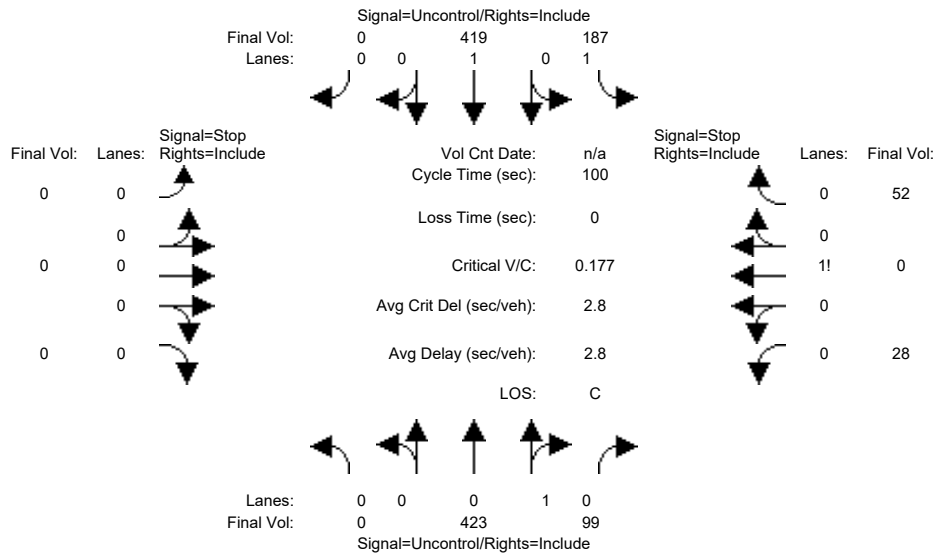 Signal=Uncontrol/Rights=Include
Final Vol: 0 419 187
Lanes: 0 0 1 0 1
Signal=Stop
Final Vol: Lanes: Rights=Include
Vol Cnt Date: n/a
Signal=Stop
Rights=Include Lanes: Final Vol:
Cycle Time (sec): 100
0 0
0 52
Loss Time (sec): 0
0
0
0 0
Critical V/C: 0.177
1! 0
0
Avg Crit Del (sec/veh): 2.8
0
0 0
Avg Delay (sec/veh): 2.8
0 28
LOS: C
Lanes: 0 0 0 1 0
Final Vol: 0 423 99
Signal=Uncontrol/Rights=Include